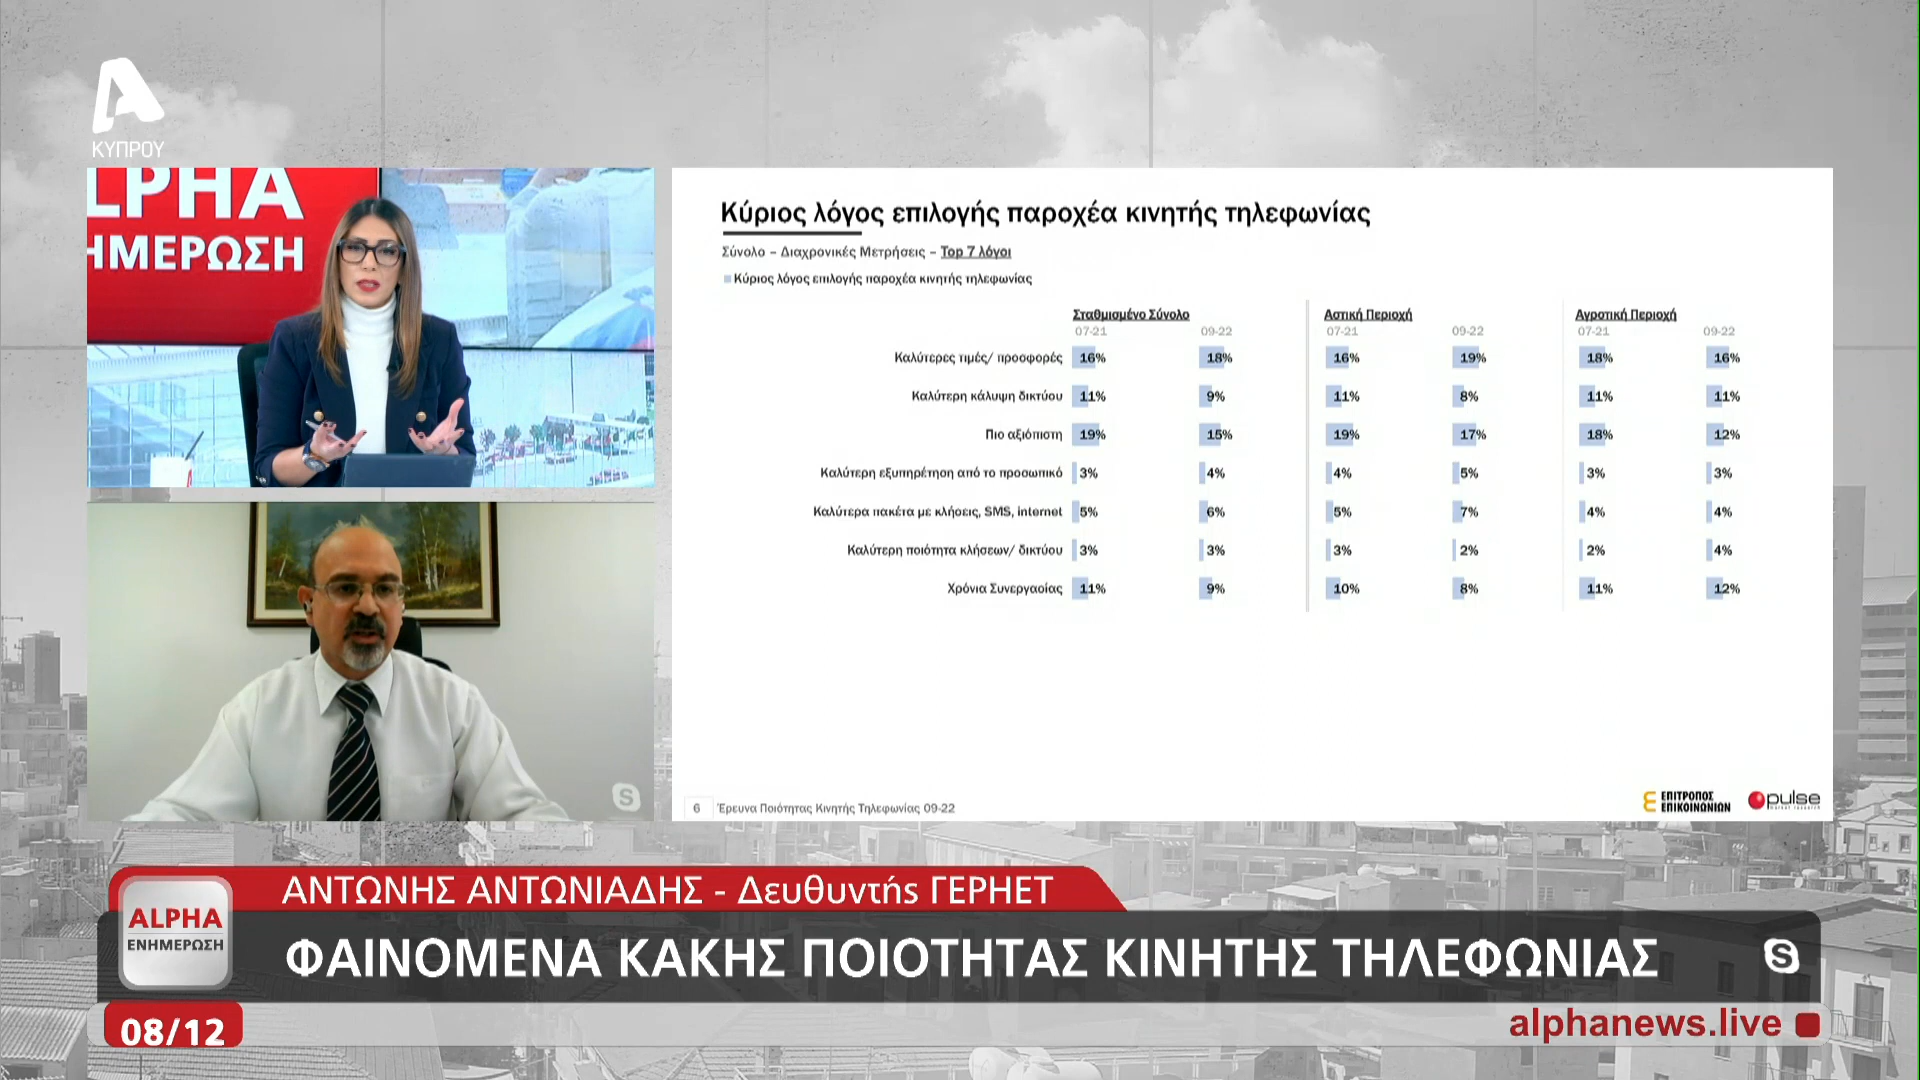 ΚΥΠΡΟΥ
LPHA
ΗΜΕΡΩΣΗ
Κύριος λόγος επιλογής παροχέα κινητής τηλεφωνίας
Σύνολο – Διαχρονικές Μετρήσεις – Top 7 λόγοι
Κύριος λόγος επιλογής παροχέα κινητής τηλεφωνίας
Σταθμισμένο Σύνολο Αστική Περιοχή Αγροτική Περιοχή
07-21 09-22 07-21 09-22 07-21 09-22
Καλύτερες τιμές/ προσφορές 16% 18% 16% 19% 18% 16%
Καλύτερη κάλυψη δικτύου 11% 9% 11% 8% 11% 11%
Πιο αξιόπιστη 19% 15% 19% 17% 18% 12%
Καλύτερη εξυπηρέτηση από το προσωπικό 3% 4% 4% 5% 3% 3%
Καλύτερα πακέτα με κλήσεις, SMS, internet 5% 6% 5% 7% 4% 4%
Καλύτερη ποιότητα κλήσεων/ δικτύου 3% 3% 3% 2% 2% 4%
Χρόνια Συνεργασίας 11% 9% 10% 8% 11% 12%
6 Έρευνα Ποιότητας Κινητής Τηλεφωνίας 09-22
ΕΠΙΤΡΟΠΟΣ
ΕΠΙΚΟΙΝΩΝΙΩΝ
pulse
ΑΝΤΩΝΗΣ ΑΝΤΩΝΙΑΔΗΣ - Δευθυντής ΓΕΡΗΕΤ
ALPHA
ΕΝΗΜΕΡΩΣΗ
ΦΑΙΝΟΜΕΝΑ ΚΑΚΗΣ ΠΟΙΟΤΗΤΑΣ ΚΙΝΗΤΗΣ ΤΗΛΕΦΩΝΙΑΣ
08/12
alphanews.live